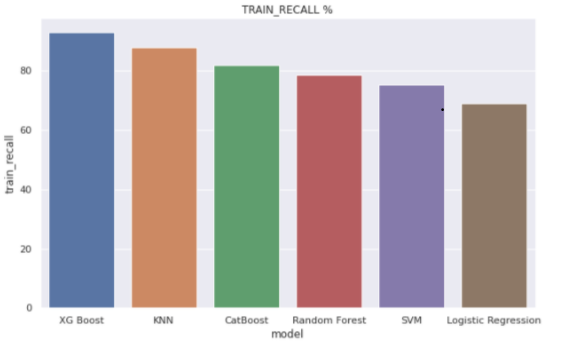 TRAIN_RECALL %
train_recall
80
60
40
20
0
XG Boost KNN CatBoost Random Forest SVM Logistic Regression
model